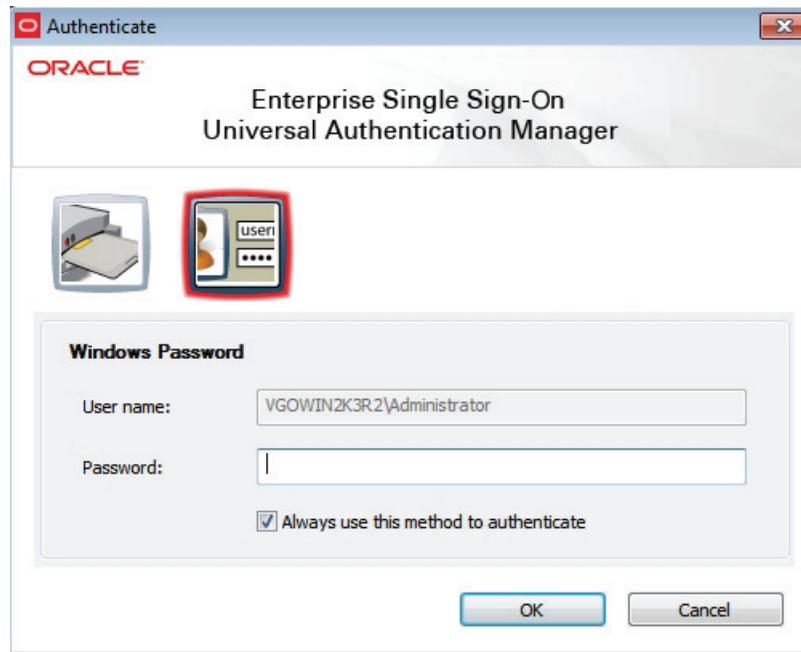 Authenticate
ORACLE
Enterprise Single Sign-On
Universal Authentication Manager
user
••••
Windows Password
User name: VGOWIN2K3R2\Administrator
Password:
Always use this method to authenticate
OK Cancel